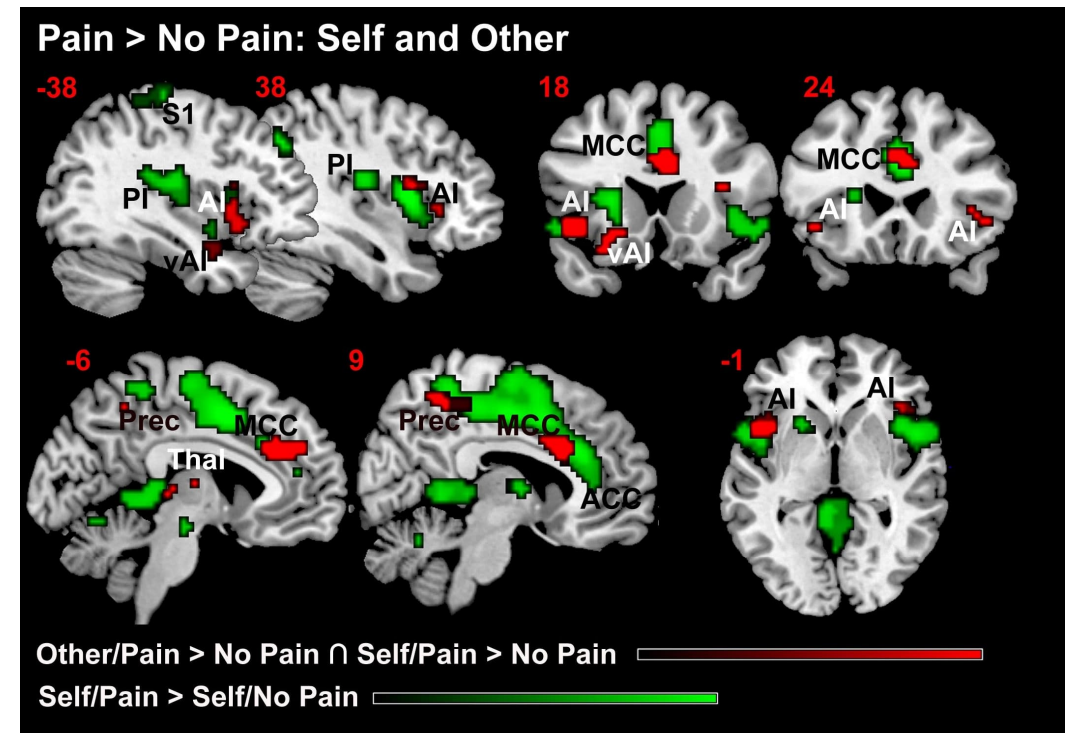 Pain > No Pain: Self and Other
-38
38
18
24
S1
PI
AI
vAI
PI
AI
MCC
AI
vAI
MCC
AI
AI
-6
9
-1
Prec
MCC
Thal
Prec
MCC
ACC
AI
AI
Other/Pain > No Pain ∩ Self/Pain > No Pain
Self/Pain > Self/No Pain